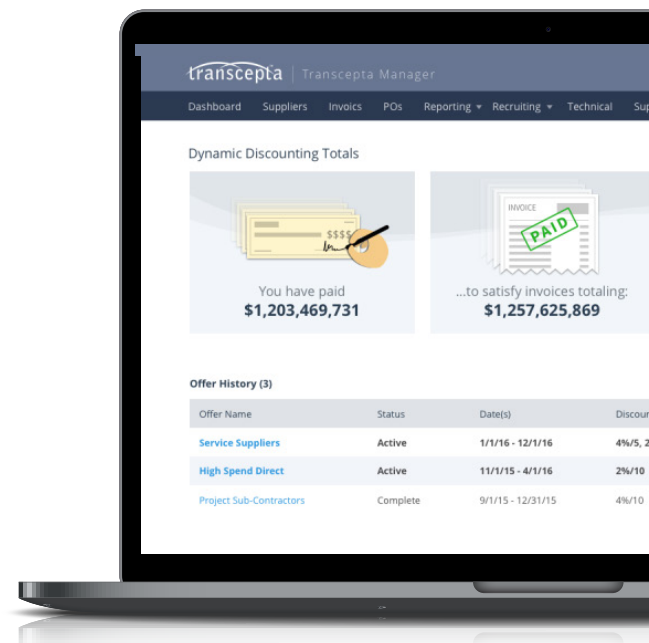 transcepta | Transcepta Manager
Dashboard Suppliers Invoics POs Reporting Recruiting Technical
Dynamic Discounting Totals
$$$$
INVOICE
PAID
You have paid
$1,203,469,731
...to satisfy invoices totaling:
$1,257,625,869
Offer History (3)
Offer Name Status Date(s)
Service Suppliers Active 1/1/16 - 12/1/16 4%/5, 2
High Spend Direct Active 11/1/15 - 4/1/16 2%/10
Project Sub-Contractors Complete 9/1/15 - 12/31/15 4%/10